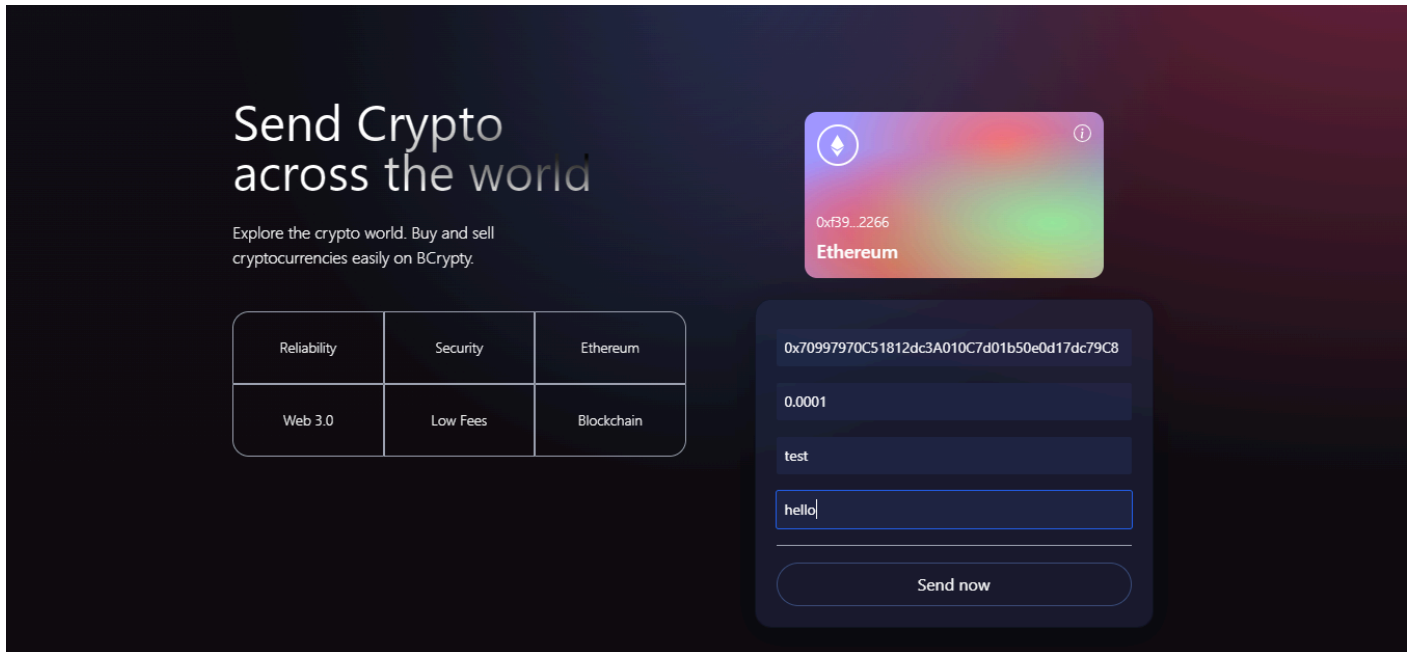 Send Crypto
across the world
Explore the crypto world. Buy and sell
cryptocurrencies easily on BCrypty.
Reliability
Security
Ethereum
Web 3.0
Low Fees
Blockchain
0xf39...2266
Ethereum
0x70997970C51812dc3A010C7d01b50e0d17dc79C8
0.0001
test
hello
Send now